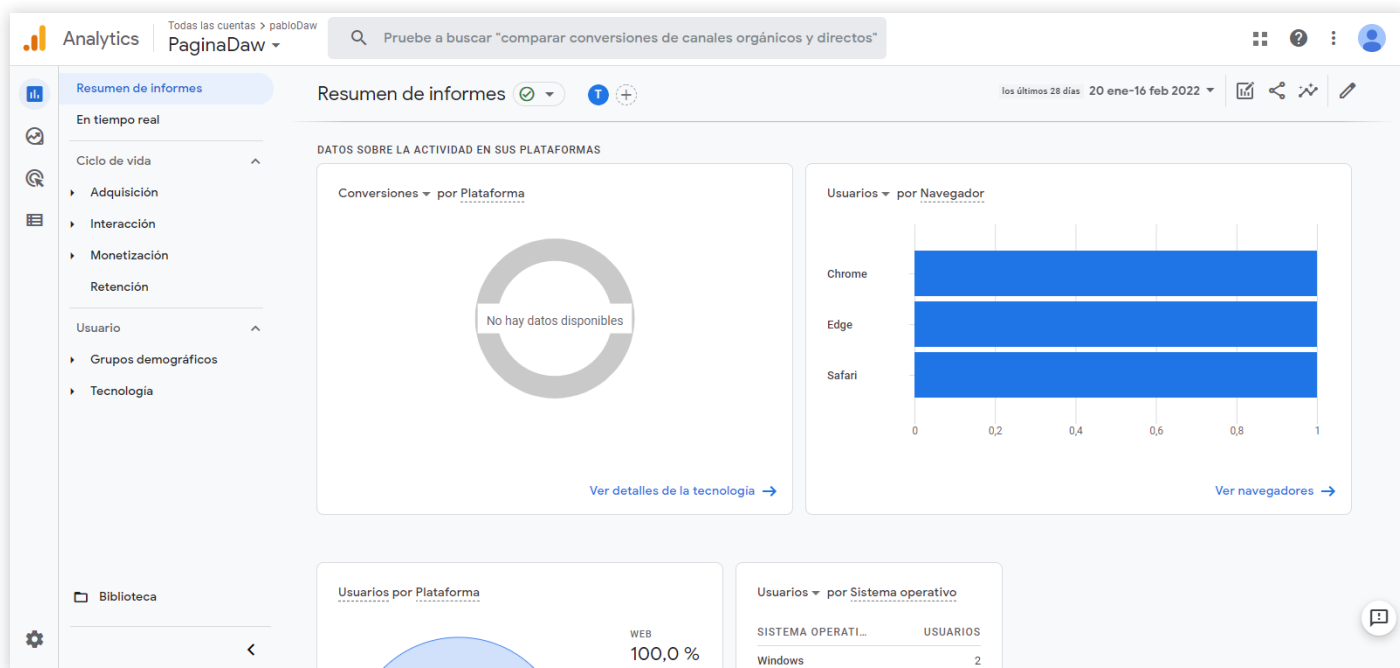 Analytics
Todas las cuentas > pabloDaw
PaginaDaw
Pruebe a buscar "comparar conversiones de canales orgánicos y directos"
Resumen de informes
En tiempo real
Ciclo de vida
Adquisición
Interacción
Monetización
Retención
Usuario
Grupos demográficos
Tecnología
Biblioteca
Resumen de informes
T
los últimos 28 días 20 ene-16 feb 2022
DATOS SOBRE LA ACTIVIDAD EN SUS PLATAFORMAS
Conversiones por Plataforma
No hay datos disponibles
Ver detalles de la tecnología
Usuarios por Navegador
Chrome
Edge
Safari
0 0,2 0,4 0,6 0,8 1
Ver navegadores
Usuarios por Plataforma
WEB
100,0 %
Usuarios por Sistema operativo
SISTEMA OPERATI... USUARIOS
Windows 2